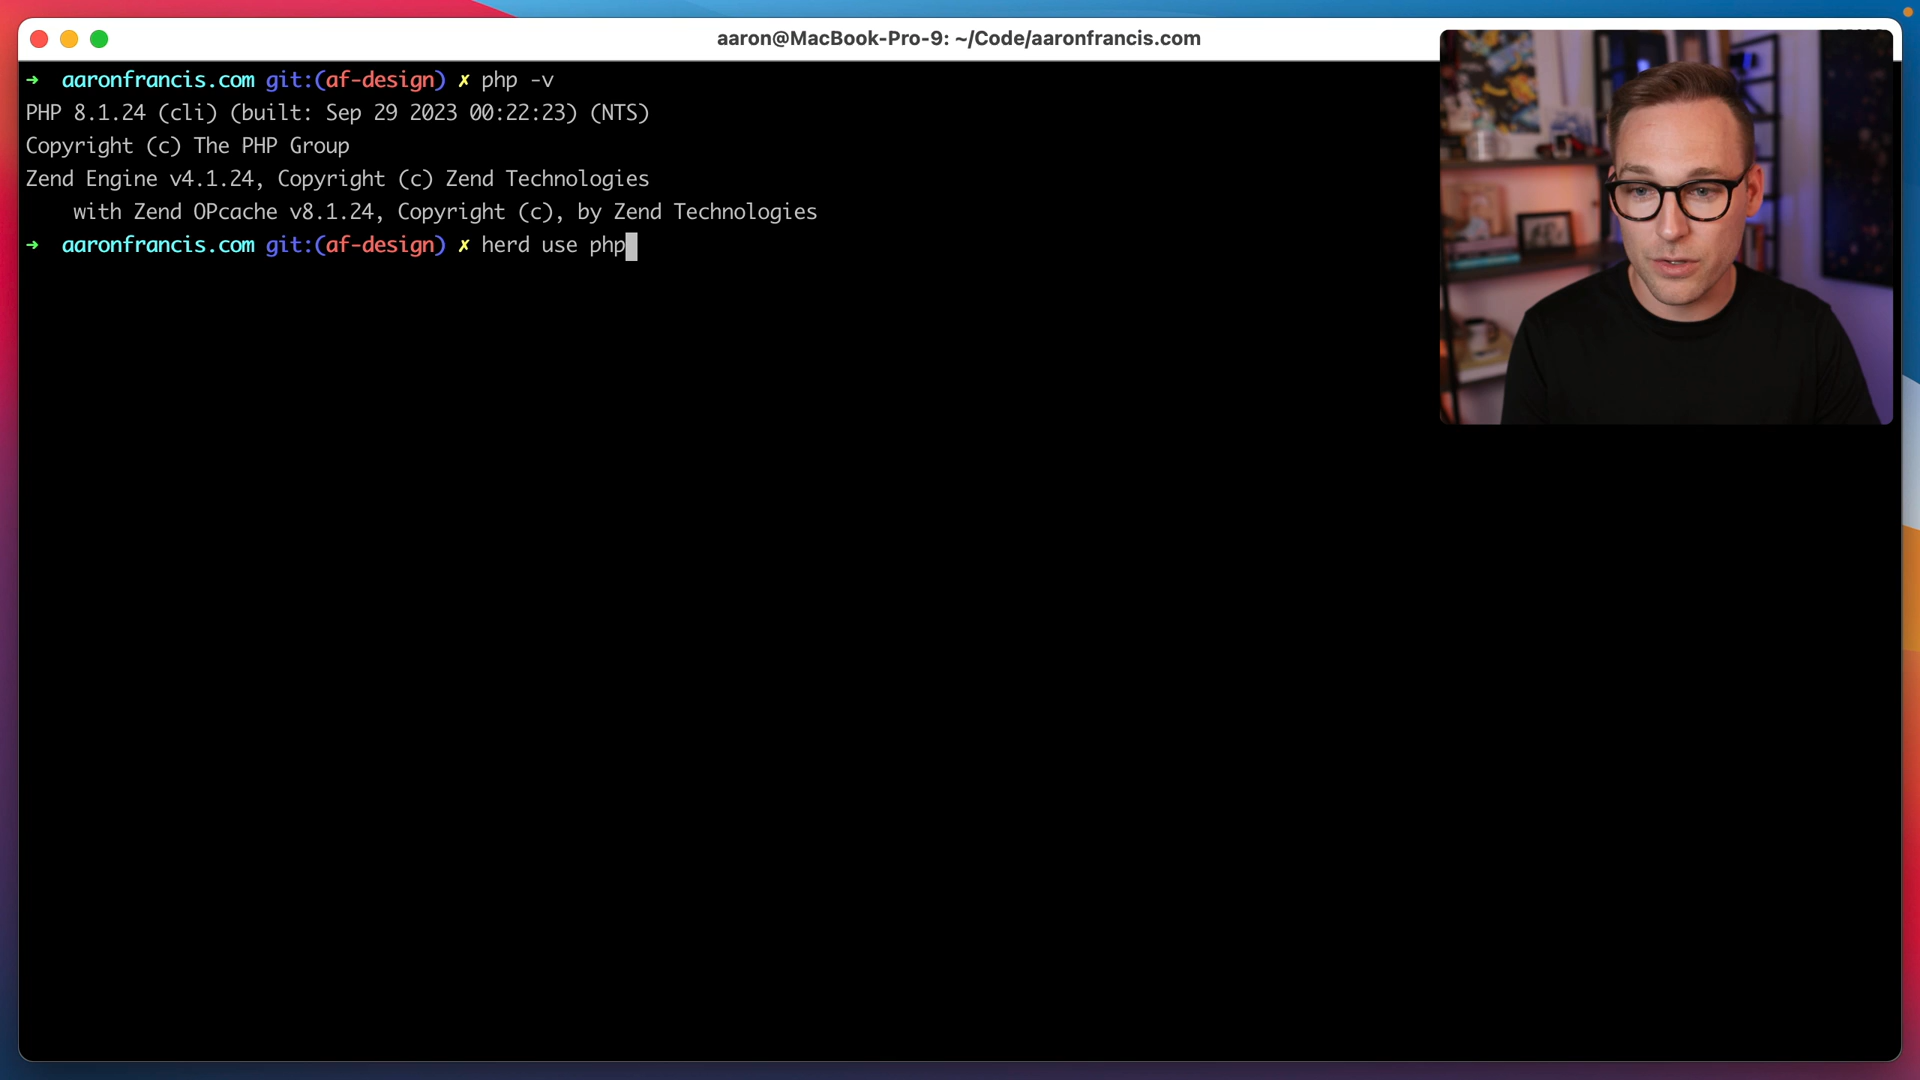 aaron@MacBook-Pro-9: ~/Code/aaronfrancis.com
➜ aaronfrancis.com git:(af-design) ✗ php -v
PHP 8.1.24 (cli) (built: Sep 29 2023 00:22:23) (NTS)
Copyright (c) The PHP Group
Zend Engine v4.1.24, Copyright (c) Zend Technologies
with Zend OPcache v8.1.24, Copyright (c), by Zend Technologies
➜ aaronfrancis.com git:(af-design) ✗ herd use php